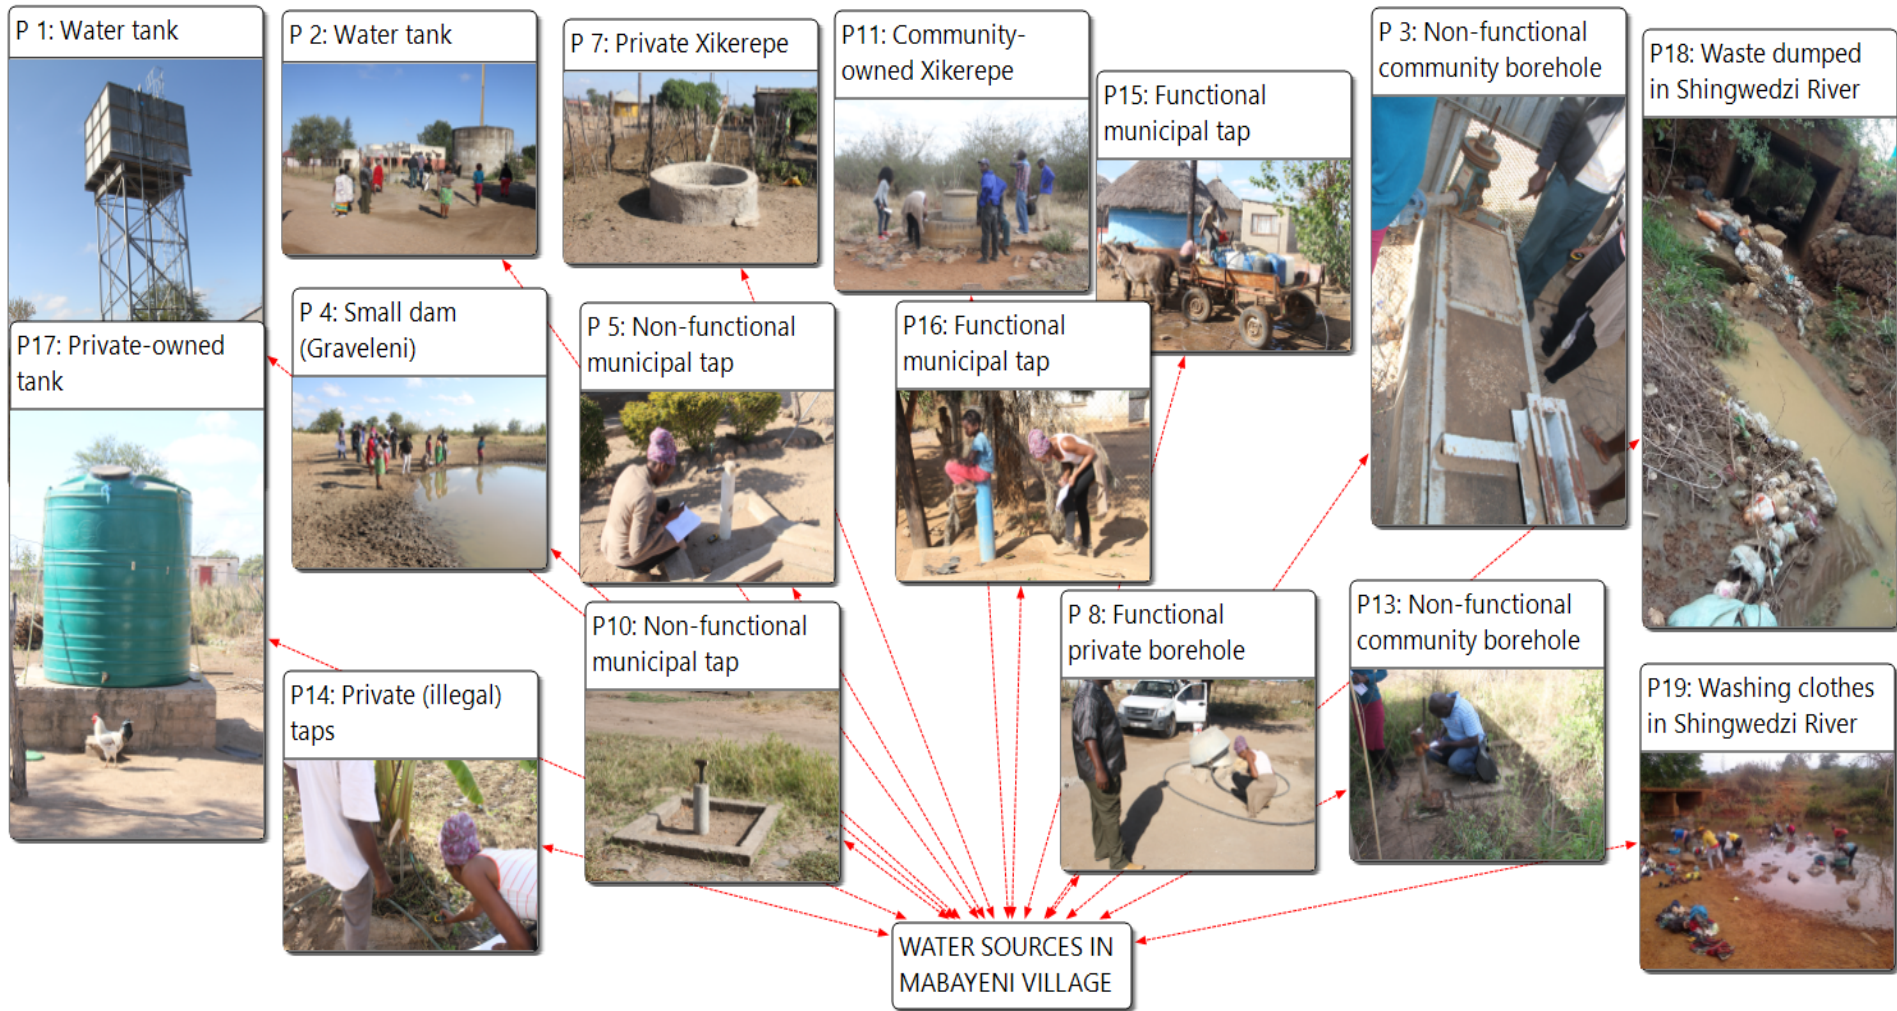 P 1: Water tank
P 2: Water tank
P 7: Private Xikerepe
P11: Community-
owned Xikerepe
P15: Functional
municipal tap
P 3: Non-functional
community borehole
P18: Waste dumped
in Shingwedzi River
P17: Private-owned
tank
P 4: Small dam
(Graveleni)
P 5: Non-functional
municipal tap
P16: Functional
municipal tap
P14: Private (illegal)
taps
P10: Non-functional
municipal tap
P 8: Functional
private borehole
P13: Non-functional
community borehole
P19: Washing clothes
in Shingwedzi River
WATER SOURCES IN
MABAYENI VILLAGE